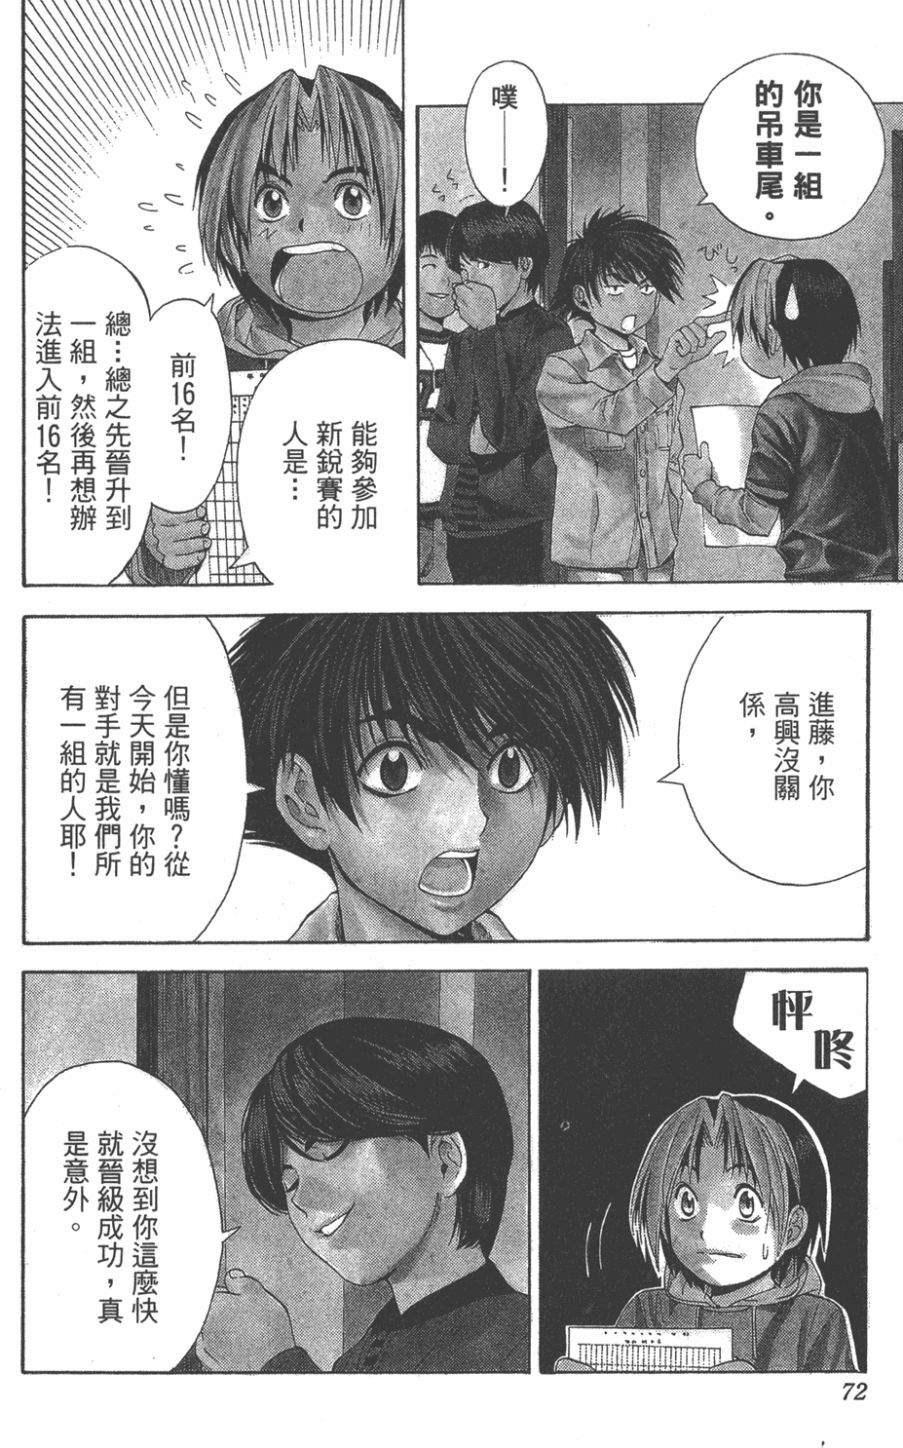 你是一組
的吊車尾。
噗
──！
びし
能夠參加
新銳賽的
人是…
前16名！
總…總之先晉升到
一組，然後再想辦
法進入前16名！
進藤，你
高興沒關
係，
但是你懂嗎？從
今天開始，你的
對手就是我們所
有一組的人耶！
怦
咚
沒想到你這麼快
就晉級成功，真
是意外。
72